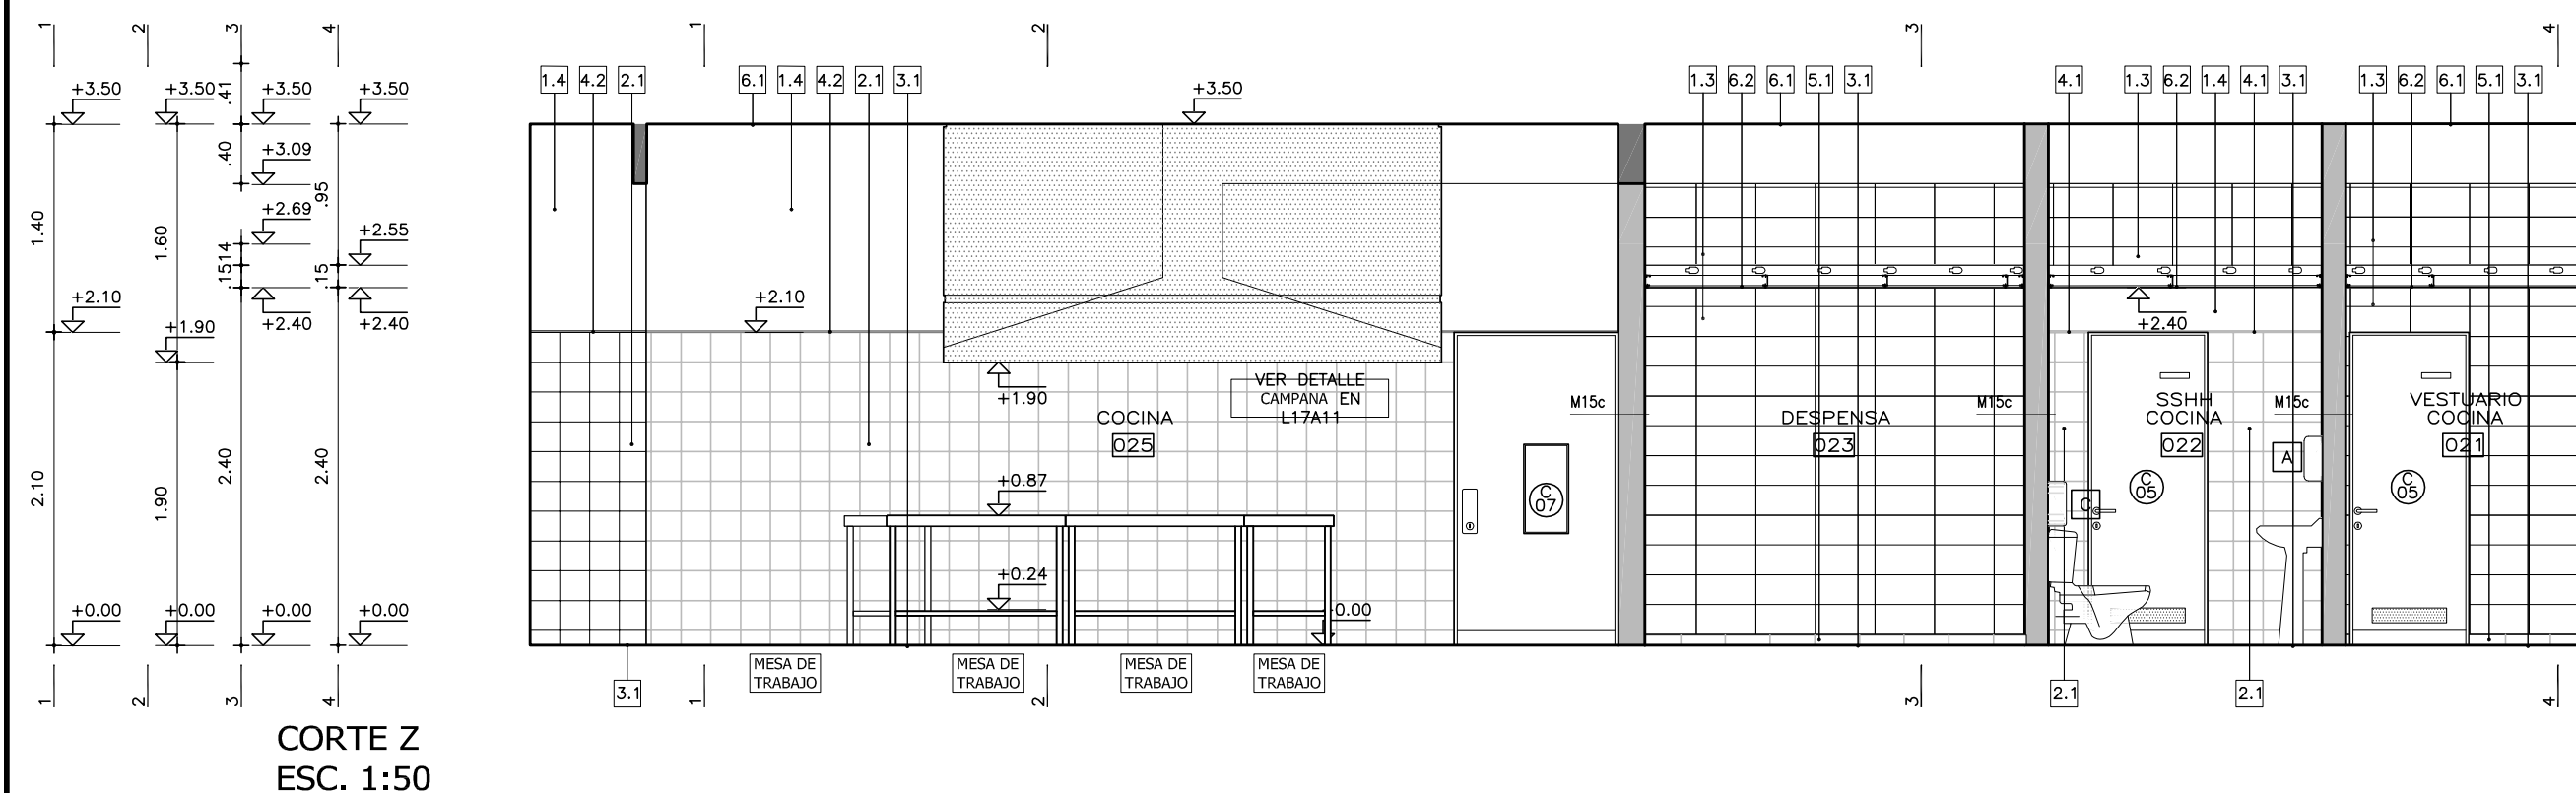 1 2 3 4 1 2 3 4
1.4 4.2 2.1 6.1 1.4 4.2 2.1 3.1 1.3 6.2 6.1 5.1 3.1 4.1 1.3 6.2 1.4 4.1 3.1 1.3 6.2 6.1 5.1 3.1
+3.50 +3.50 .41 +3.50 +3.50 +3.50
.40 +3.09
.95
+2.69
1.40 1.60 +2.55
.15 14 .15
+2.10 +2.10
+1.90 +2.40 +2.40 +2.40
VER DETALLE
CAMPANA EN
L17A11
+1.90
M15c M15c M15c
COCINA
025
DESPENSA
023
SSHH
COCINA
022
VESTUARIO
COCINA
021
A
2.10 1.90 2.40 2.40
+0.87
C
07
C
C
05
C
05
+0.24
+0.00 +0.00 +0.00 +0.00 0.00
MESA DE
TRABAJO
MESA DE
TRABAJO
MESA DE
TRABAJO
MESA DE
TRABAJO
3.1 2.1 2.1
1 2 3 4 1 2 3 4
CORTE Z
ESC. 1:50